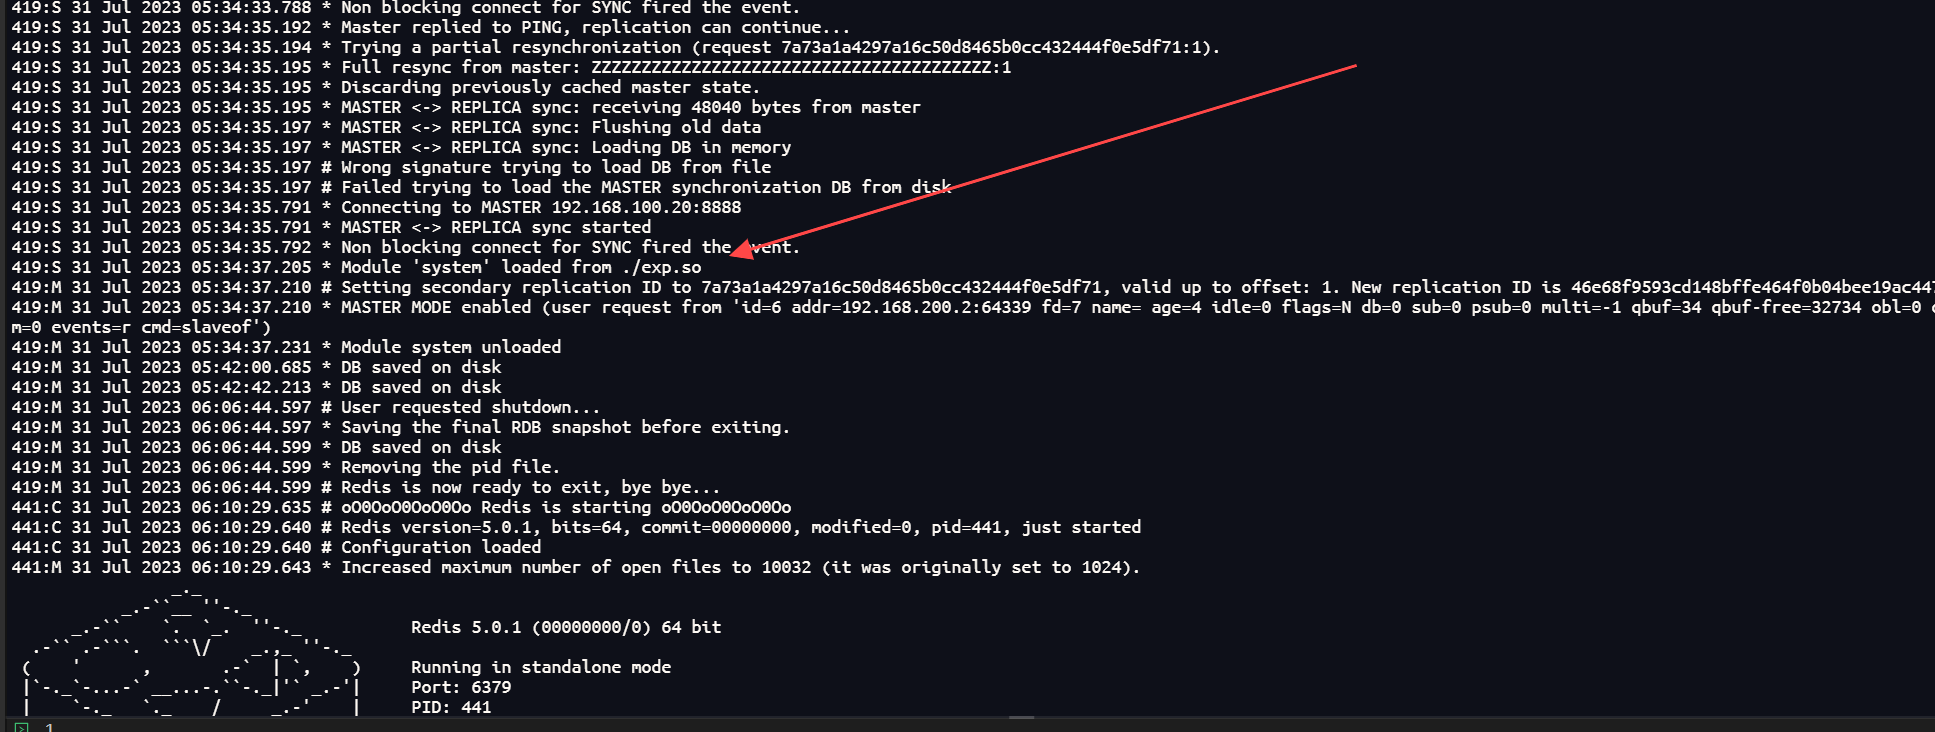 419:S 31 Jul 2023 05:34:33.788 * Non blocking connect for SYNC fired the event.
419:S 31 Jul 2023 05:34:35.192 * Master replied to PING, replication can continue...
419:S 31 Jul 2023 05:34:35.194 * Trying a partial resynchronization (request 7a73a1a4297a16c50d8465b0cc432444f0e5df71:1).
419:S 31 Jul 2023 05:34:35.195 * Full resync from master: ZZZZZZZZZZZZZZZZZZZZZZZZZZZZZZZZZZZZZZZZ:1
419:S 31 Jul 2023 05:34:35.195 * Discarding previously cached master state.
419:S 31 Jul 2023 05:34:35.195 * MASTER <-> REPLICA sync: receiving 48040 bytes from master
419:S 31 Jul 2023 05:34:35.197 * MASTER <-> REPLICA sync: Flushing old data
419:S 31 Jul 2023 05:34:35.197 * MASTER <-> REPLICA sync: Loading DB in memory
419:S 31 Jul 2023 05:34:35.197 # Wrong signature trying to load DB from file
419:S 31 Jul 2023 05:34:35.197 # Failed trying to load the MASTER synchronization DB from disk
419:S 31 Jul 2023 05:34:35.791 * Connecting to MASTER 192.168.100.20:8888
419:S 31 Jul 2023 05:34:35.791 * MASTER <-> REPLICA sync started
419:S 31 Jul 2023 05:34:35.792 * Non blocking connect for SYNC fired the event.
419:S 31 Jul 2023 05:34:37.205 * Module 'system' loaded from ./exp.so
419:M 31 Jul 2023 05:34:37.210 # Setting secondary replication ID to 7a73a1a4297a16c50d8465b0cc432444f0e5df71, valid up to offset: 1. New replication ID is 46e68f9593cd148bffe464f0b04bee19ac447
419:M 31 Jul 2023 05:34:37.210 * MASTER MODE enabled (user request from 'id=6 addr=192.168.200.2:64339 fd=7 name= age=4 idle=0 flags=N db=0 sub=0 psub=0 multi=-1 qbuf=34 qbuf-free=32734 obl=0 o
m=0 events=r cmd=slaveof')
419:M 31 Jul 2023 05:34:37.231 * Module system unloaded
419:M 31 Jul 2023 05:42:00.685 * DB saved on disk
419:M 31 Jul 2023 05:42:42.213 * DB saved on disk
419:M 31 Jul 2023 06:06:44.597 # User requested shutdown...
419:M 31 Jul 2023 06:06:44.597 * Saving the final RDB snapshot before exiting.
419:M 31 Jul 2023 06:06:44.599 * DB saved on disk
419:M 31 Jul 2023 06:06:44.599 * Removing the pid file.
419:M 31 Jul 2023 06:06:44.599 # Redis is now ready to exit, bye bye...
441:C 31 Jul 2023 06:10:29.635 # oO0OoO0OoO0Oo Redis is starting oO0OoO0OoO0Oo
441:C 31 Jul 2023 06:10:29.640 # Redis version=5.0.1, bits=64, commit=00000000, modified=0, pid=441, just started
441:C 31 Jul 2023 06:10:29.640 # Configuration loaded
441:M 31 Jul 2023 06:10:29.643 * Increased maximum number of open files to 10032 (it was originally set to 1024).
Redis 5.0.1 (00000000/0) 64 bit
Running in standalone mode
Port: 6379
PID: 441
1